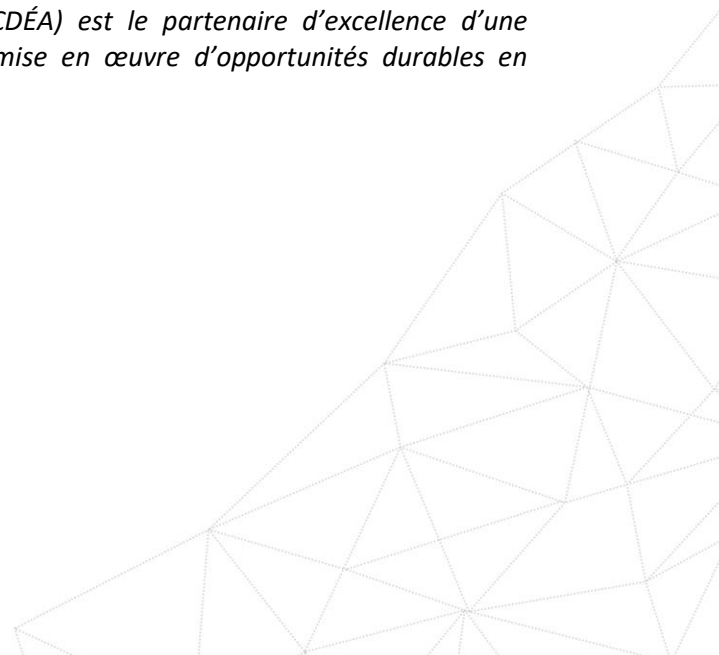 CDÉA) est le partenaire d’excellence d’une
mise en œuvre d’opportunités durables en